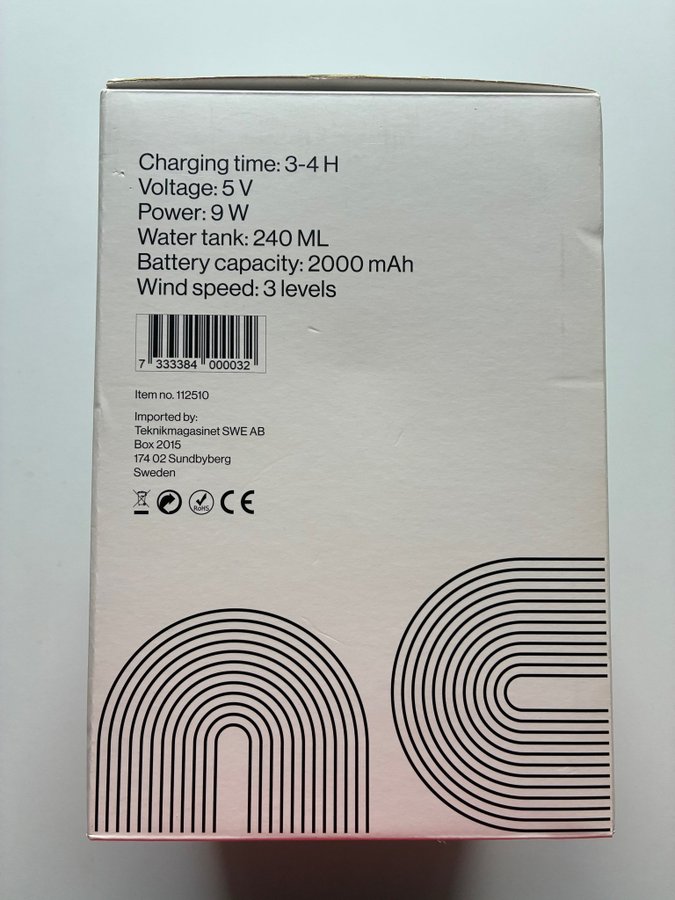 Charging time: 3-4 H
Voltage: 5 V
Power: 9 W
Water tank: 240 ML
Battery capacity: 2000 mAh
Wind speed: 3 levels
7 333384 000032
Item no. 112510
Imported by:
Teknikmagasinet SWE AB
Box 2015
174 02 Sundbyberg
Sweden
RoHS CE